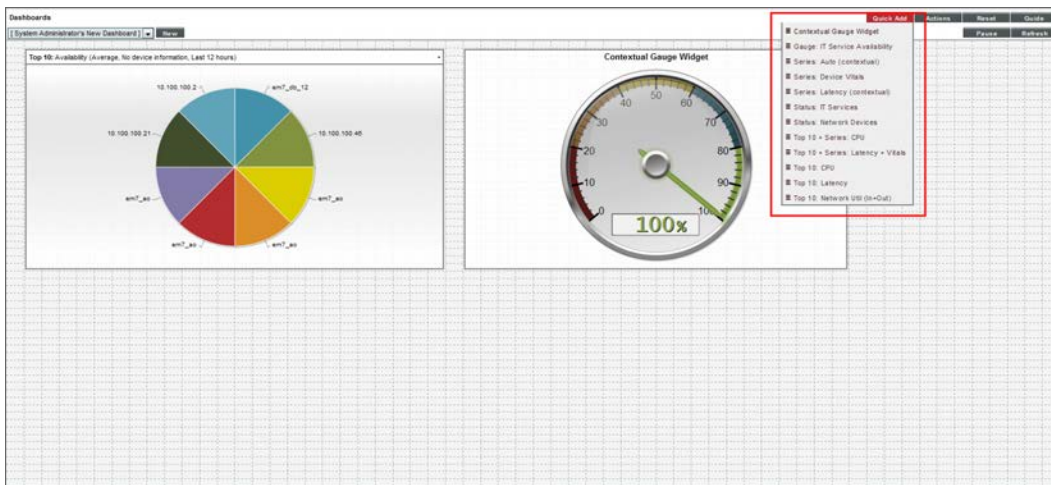 Dashboards
Quick Add
Actions
Reset
Guide
[ System Administrator's New Dashboard ]
New
Pause
Refresh
Contextual Gauge Widget
Gauge: IT Service Availability
Series: Auto (contextual)
Series: Device Vitals
Series: Latency (contextual)
Status: IT Services
Status: Network Devices
Top 10 + Series: CPU
Top 10 + Series: Latency + Vitals
Top 10: CPU
Top 10: Latency
Top 10: Network Util (In+Out)
Top 10: Availability (Average, No device information, Last 12 hours)
10.100.100.2
em7_db_12
10.100.100.21
10.100.100.46
em7_ao
em7_ao
em7_ao
em7_ao
Contextual Gauge Widget
0
10
20
30
40
50
60
70
80
90
100
100%